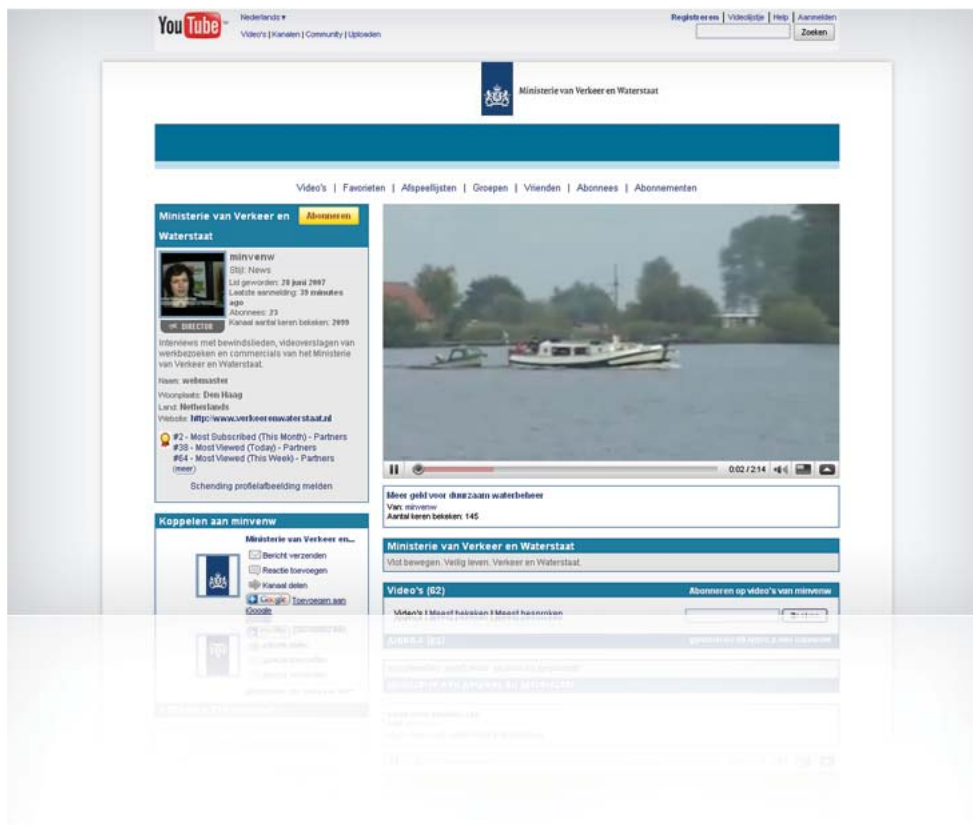 YouTube
Nederlands ▾
Video's | Kanalen | Community | Uploaden
Registreren | Videolijstje | Help | Aanmelden
Zoeken
Ministerie van Verkeer en Waterstaat
Video's | Favorieten | Afspeellijsten | Groepen | Vrienden | Abonnees | Abonnementen
Ministerie van Verkeer en
Waterstaat
Abonneren
minvenw
Stijl: News
Lid geworden: 20 juni 2007
Laatste aanmelding: 39 minutes
ago
Abonnees: 23
Kanaal aantal keren bekeken: 2099
DIRECTOR
Interviews met bewindslieden, videoverslagen van
werkbezoeken en commercials van het Ministerie
van Verkeer en Waterstaat.
Naam: webmaster
Woonplaats: Den Haag
Land: Netherlands
Website: http://www.verkeerenwaterstaat.nl
#2 - Most Subscribed (This Month) - Partners
#38 - Most Viewed (Today) - Partners
#64 - Most Viewed (This Week) - Partners
(meer)
Schending profielafbeelding melden
Koppelen aan minvenw
Ministerie van Verkeer en...
Bericht verzenden
Reactie toevoegen
Kanaal delen
Google Toevoegen aan
iGoogle
0:02 / 2:14
Meer geld voor duurzaam waterbeheer
Van: minvenw
Aantal keren bekeken: 145
Ministerie van Verkeer en Waterstaat
Vlot bewegen. Veilig leven. Verkeer en Waterstaat.
Video's (62)
Abonneren op video's van minvenw
Video's | Meest bekeken | Meest besproken